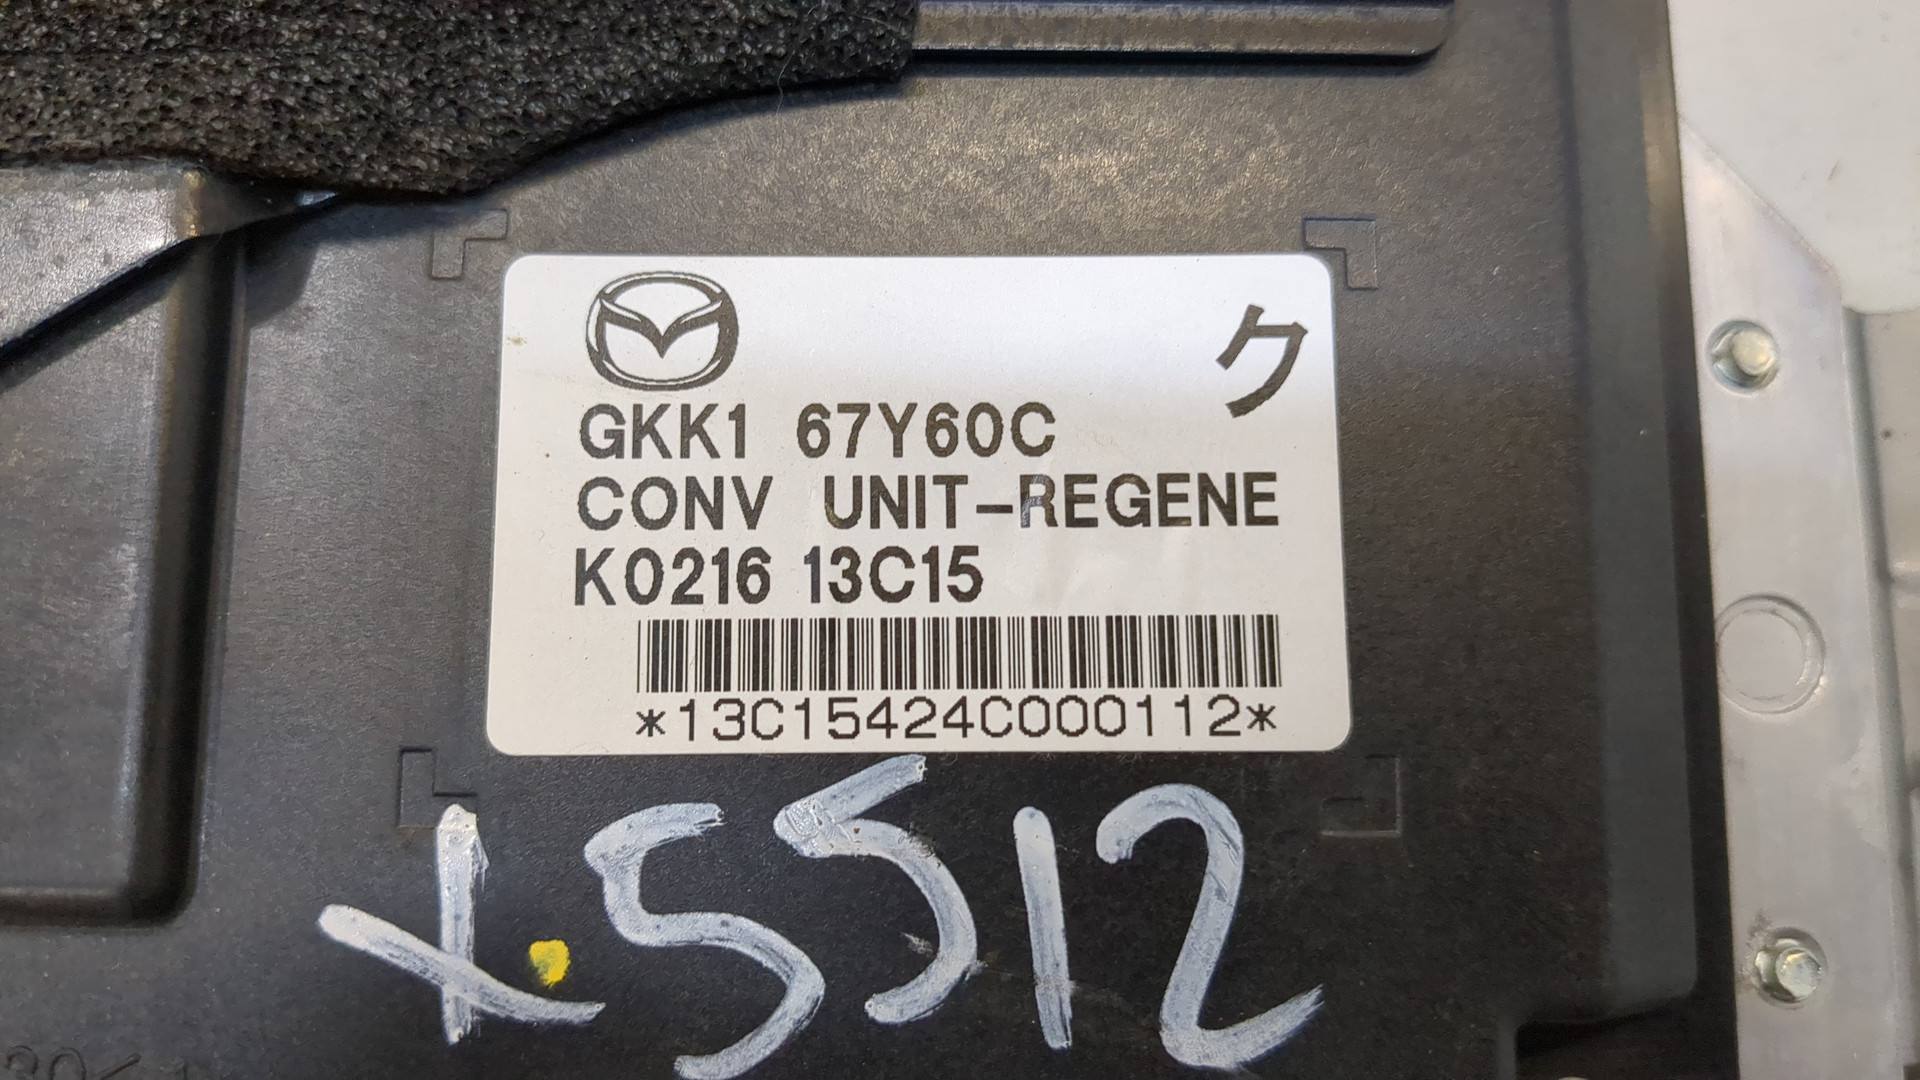 ク
GKK1 67Y60C
CONV UNIT-REGENE
K0216 13C15
*13C15424C000112*
X5512